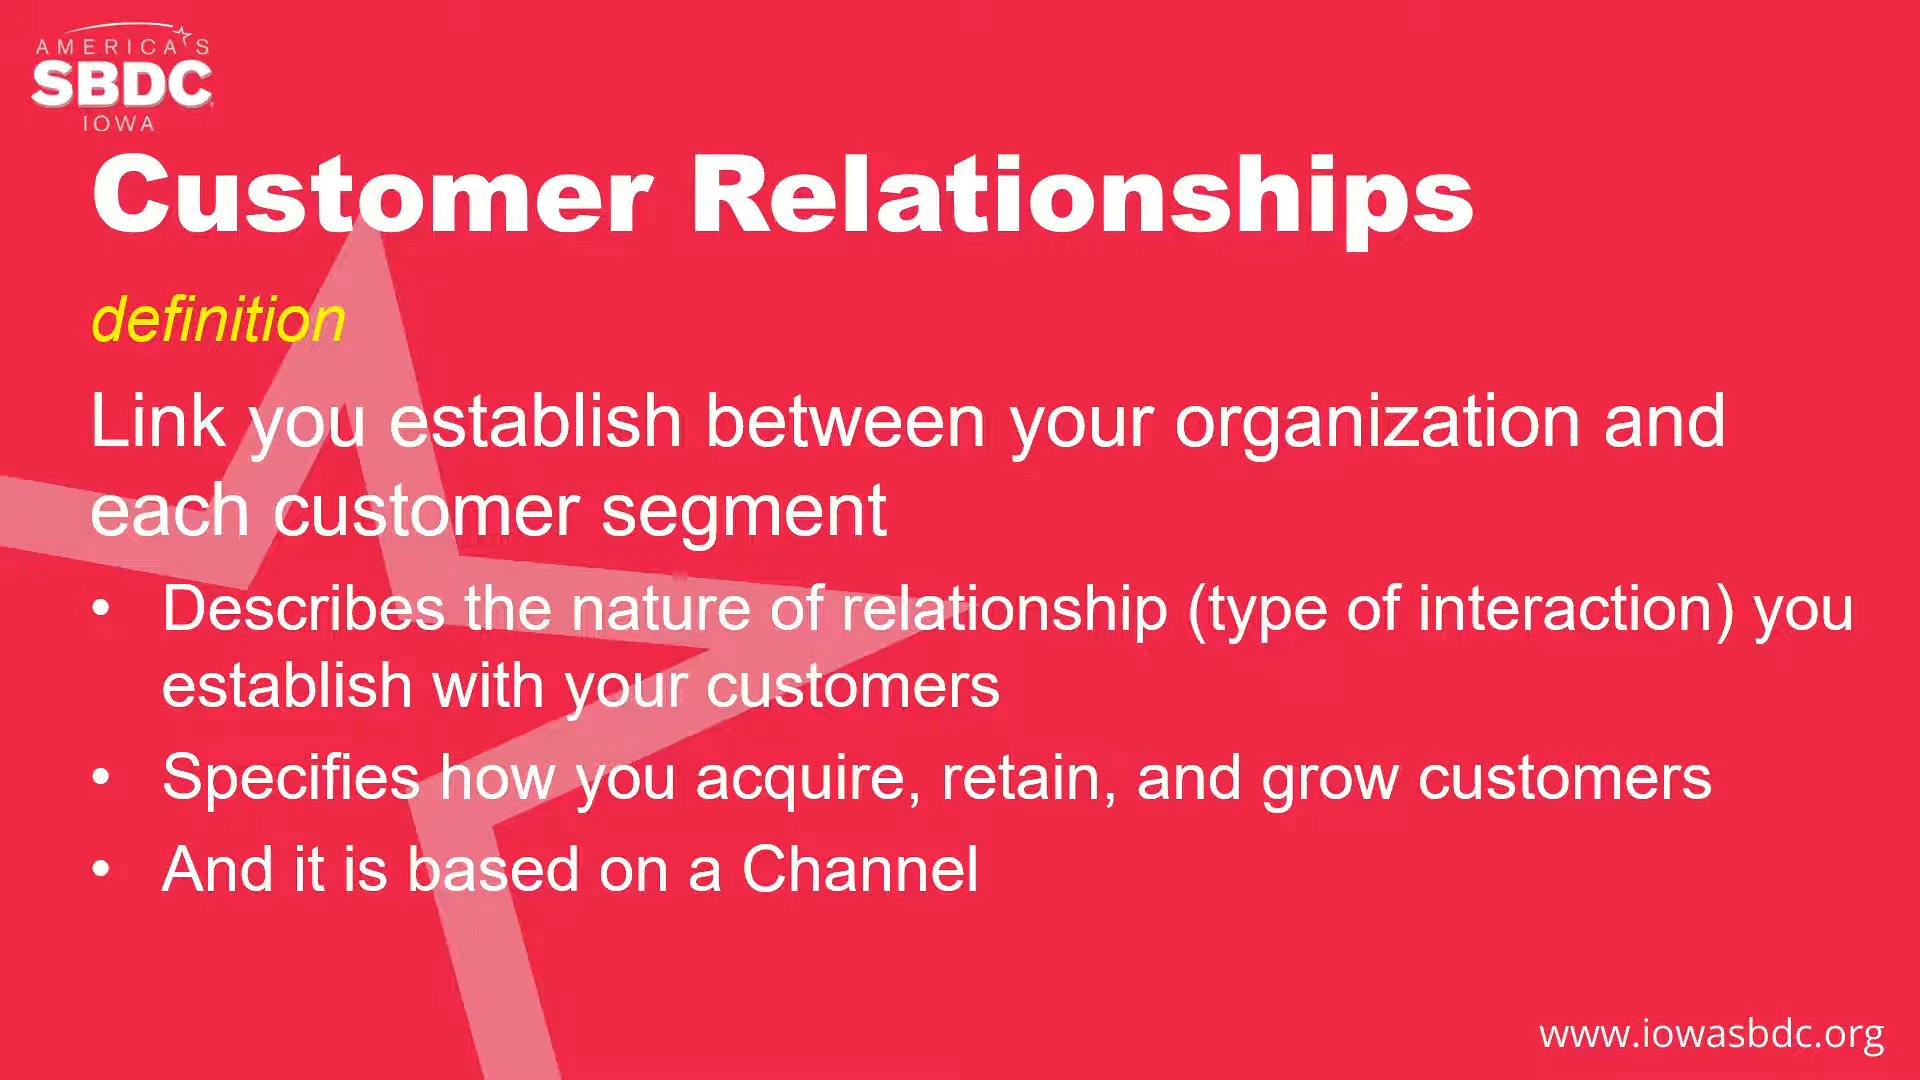 AMERICA'S
SBDC
IOWA
Customer Relationships
definition
Link you establish between your organization and
each customer segment
• Describes the nature of relationship (type of interaction) you
establish with your customers
• Specifies how you acquire, retain, and grow customers
• And it is based on a Channel
www.iowasbdc.org